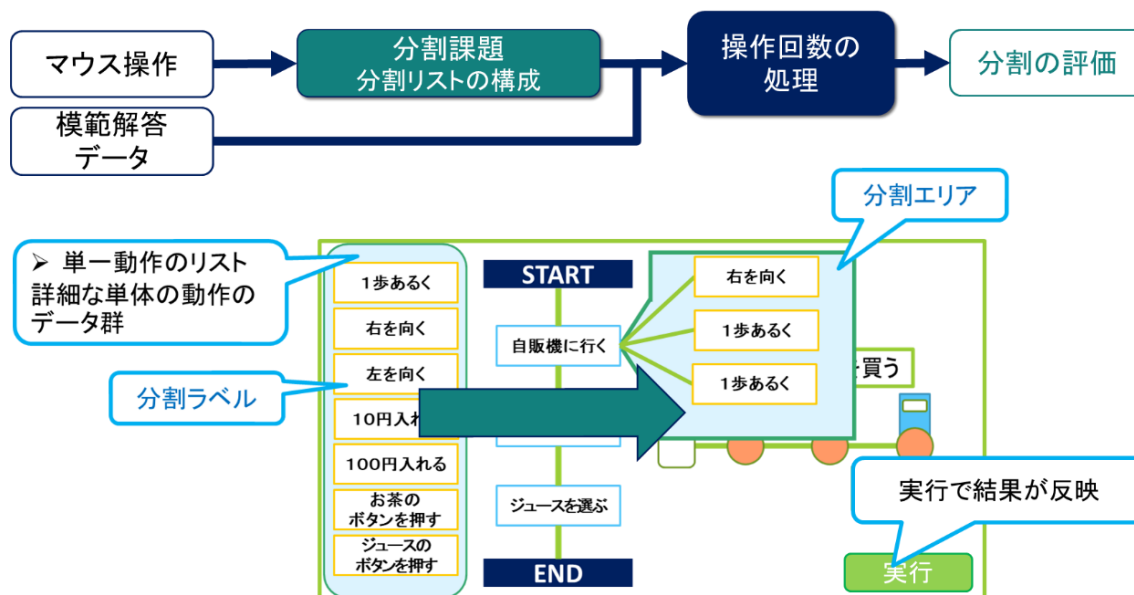 マウス操作
分割課題
分割リストの構成
操作回数の
処理
分割の評価
模範解答
データ
分割エリア
➢ 単一動作のリスト
詳細な単体の動作の
データ群
分割ラベル
1歩あるく
右を向く
左を向く
10円入れ
100円入れる
お茶の
ボタンを押す
ジュースの
ボタンを押す
START
自販機に行く
ジュースを選ぶ
END
右を向く
1歩あるく
1歩あるく
を買う
実行で結果が反映
実行